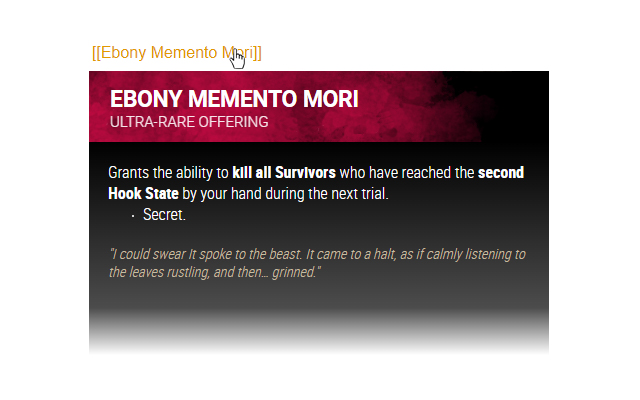 [[Ebony Memento Mori]]
EBONY MEMENTO MORI
ULTRA-RARE OFFERING
Grants the ability to kill all Survivors who have reached the second
Hook State by your hand during the next trial.
· Secret.
"I could swear It spoke to the beast. It came to a halt, as if calmly listening to
the leaves rustling, and then... grinned."